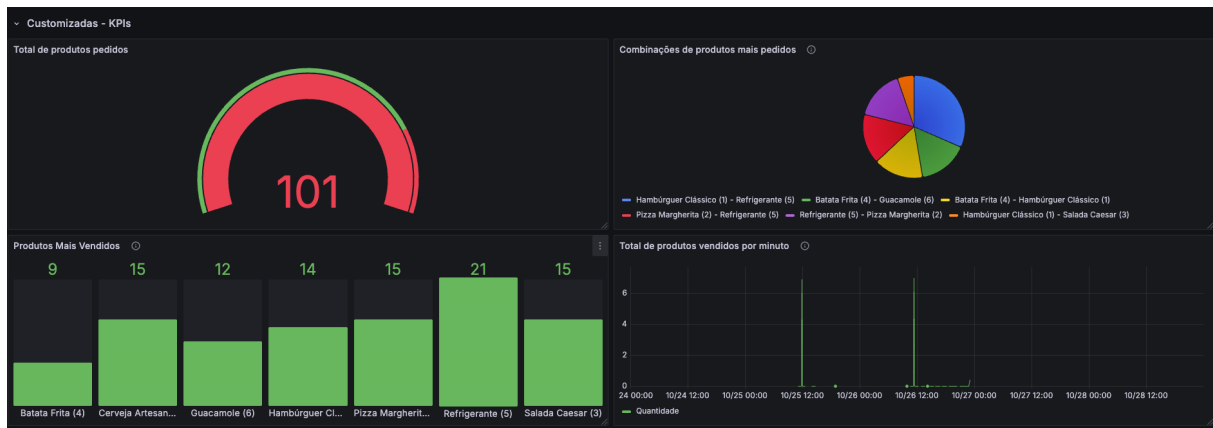 Customizadas - KPIs
Total de produtos pedidos
101
Combinações de produtos mais pedidos
Hambúrguer Clássico (1) - Refrigerante (5) Batata Frita (4) - Guacamole (6) Batata Frita (4) - Hambúrguer Clássico (1)
Pizza Margherita (2) - Refrigerante (5) Refrigerante (5) - Pizza Margherita (2) Hambúrguer Clássico (1) - Salada Caesar (3)
Produtos Mais Vendidos
9 15 12 14 15 21 15
Batata Frita (4) Cerveja Artesan... Guacamole (6) Hambúrguer Cl... Pizza Margherit... Refrigerante (5) Salada Caesar (3)
Total de produtos vendidos por minuto
6
4
2
0
24 00:00 10/24 12:00 10/25 00:00 10/25 12:00 10/26 00:00 10/26 12:00 10/27 00:00 10/27 12:00 10/28 00:00 10/28 12:00
Quantidade